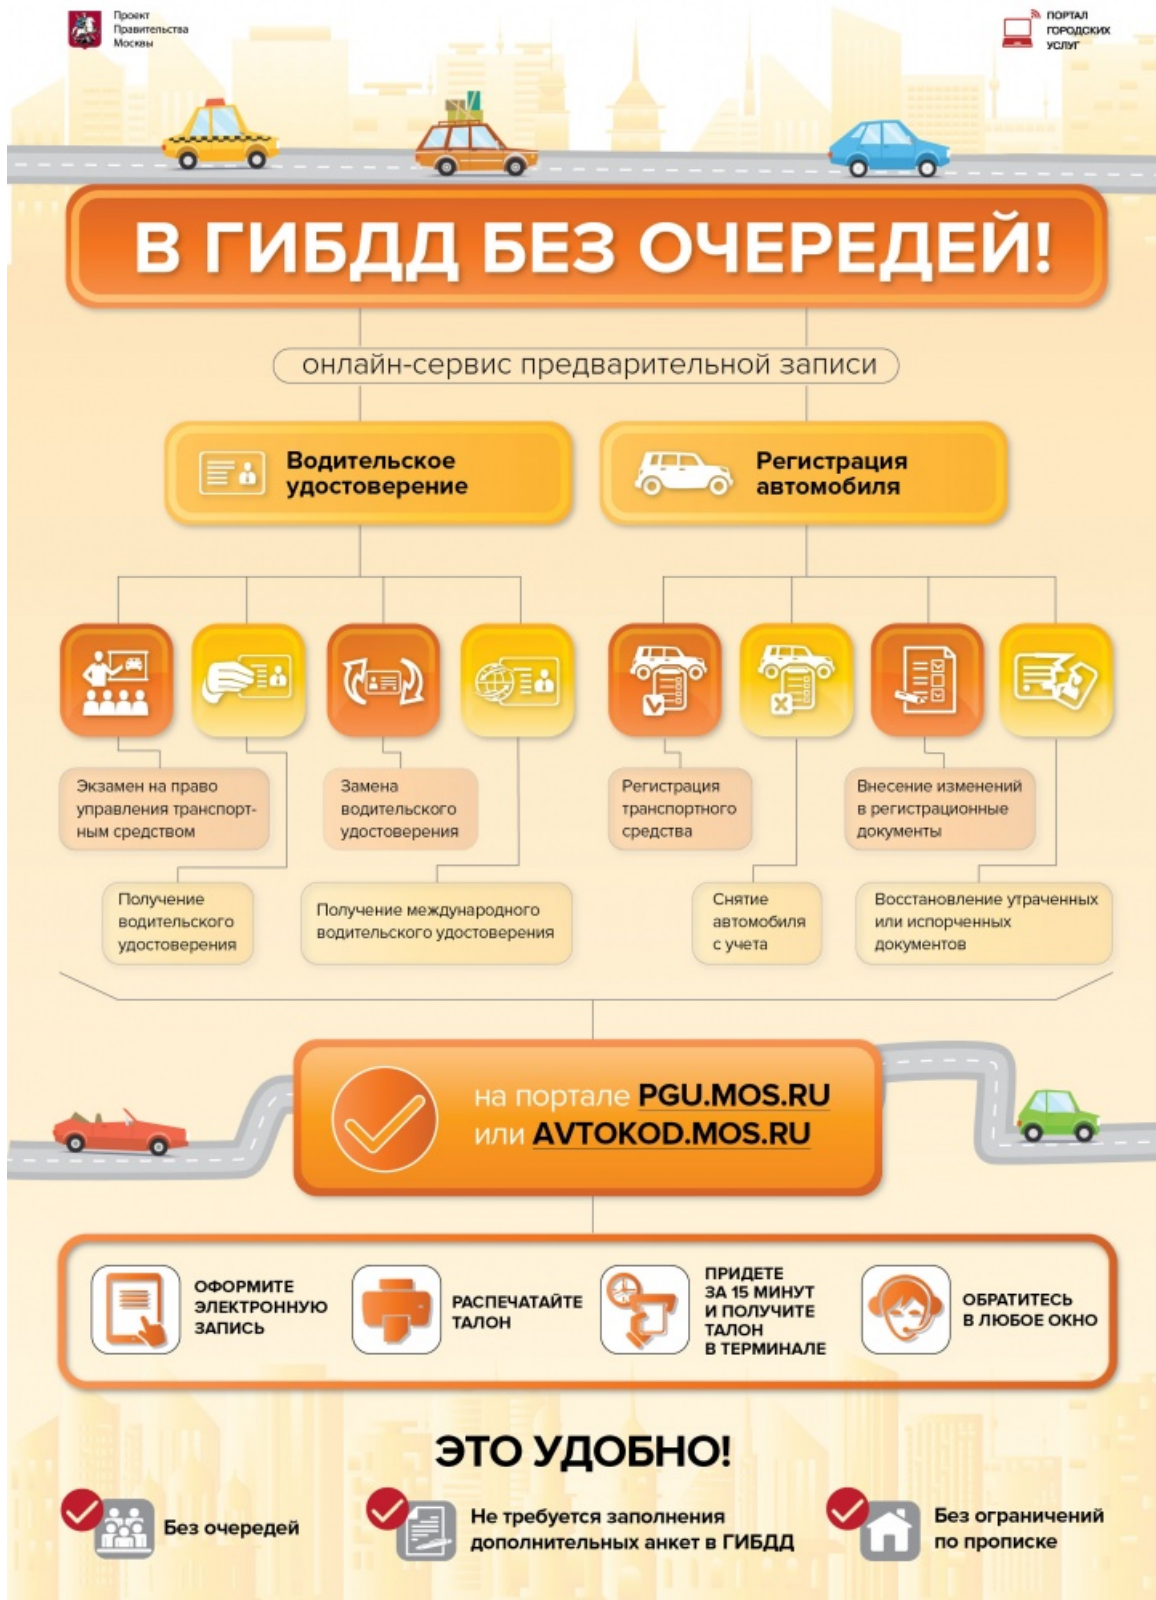 Проект
Правительства
Москвы
ПОРТАЛ
ГОРОДСКИХ
УСЛУГ
В ГИБДД БЕЗ ОЧЕРЕДЕЙ!
онлайн-сервис предварительной записи
Водительское
удостоверение
Регистрация
автомобиля
Экзамен на право
управления транспорт-
ным средством
Замена
водительского
удостоверения
Регистрация
транспортного
средства
Внесение изменений
в регистрационные
документы
Получение
водительского
удостоверения
Получение международного
водительского удостоверения
Снятие
автомобиля
с учета
Восстановление утраченных
или испорченных
документов
на портале PGU.MOS.RU
или AVTOKOD.MOS.RU
ОФОРМИТЕ
ЭЛЕКТРОННУЮ
ЗАПИСЬ
РАСПЕЧАТАЙТЕ
ТАЛОН
ПРИДЕТЕ
ЗА 15 МИНУТ
И ПОЛУЧИТЕ
ТАЛОН
В ТЕРМИНАЛЕ
ОБРАТИТЕСЬ
В ЛЮБОЕ ОКНО
ЭТО УДОБНО!
Без очередей
Не требуется заполнения
дополнительных анкет в ГИБДД
Без ограничений
по прописке